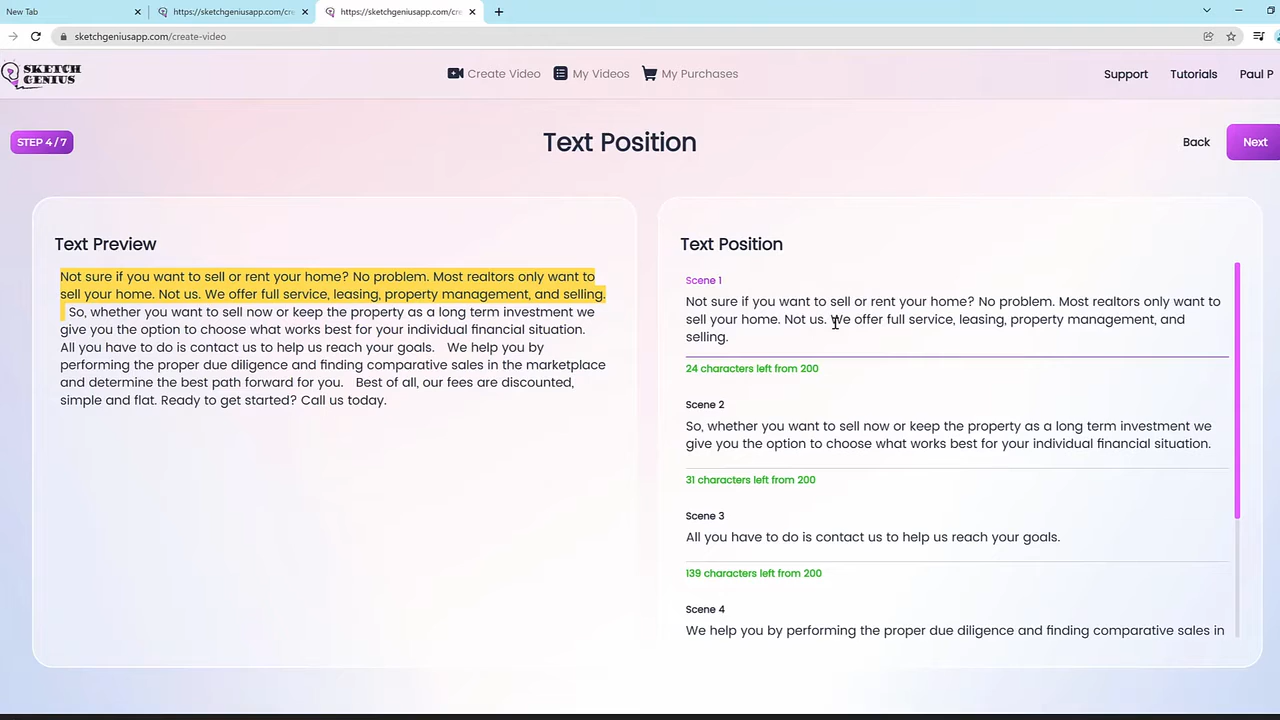 New Tab
https://sketchgeniusapp.com/cre
https://sketchgeniusapp.com/cre
sketchgeniusapp.com/create-video
SKETCH
GENIUS
Create Video
My Videos
My Purchases
Support
Tutorials
Paul P
STEP 4 / 7
Text Position
Back
Next
Text Preview
Not sure if you want to sell or rent your home? No problem. Most realtors only want to
sell your home. Not us. We offer full service, leasing, property management, and selling.
So, whether you want to sell now or keep the property as a long term investment we
give you the option to choose what works best for your individual financial situation.
All you have to do is contact us to help us reach your goals. We help you by
performing the proper due diligence and finding comparative sales in the marketplace
and determine the best path forward for you. Best of all, our fees are discounted,
simple and flat. Ready to get started? Call us today.
Text Position
Scene 1
Not sure if you want to sell or rent your home? No problem. Most realtors only want to
sell your home. Not us. We offer full service, leasing, property management, and
selling.
24 characters left from 200
Scene 2
So, whether you want to sell now or keep the property as a long term investment we
give you the option to choose what works best for your individual financial situation.
31 characters left from 200
Scene 3
All you have to do is contact us to help us reach your goals.
139 characters left from 200
Scene 4
We help you by performing the proper due diligence and finding comparative sales in